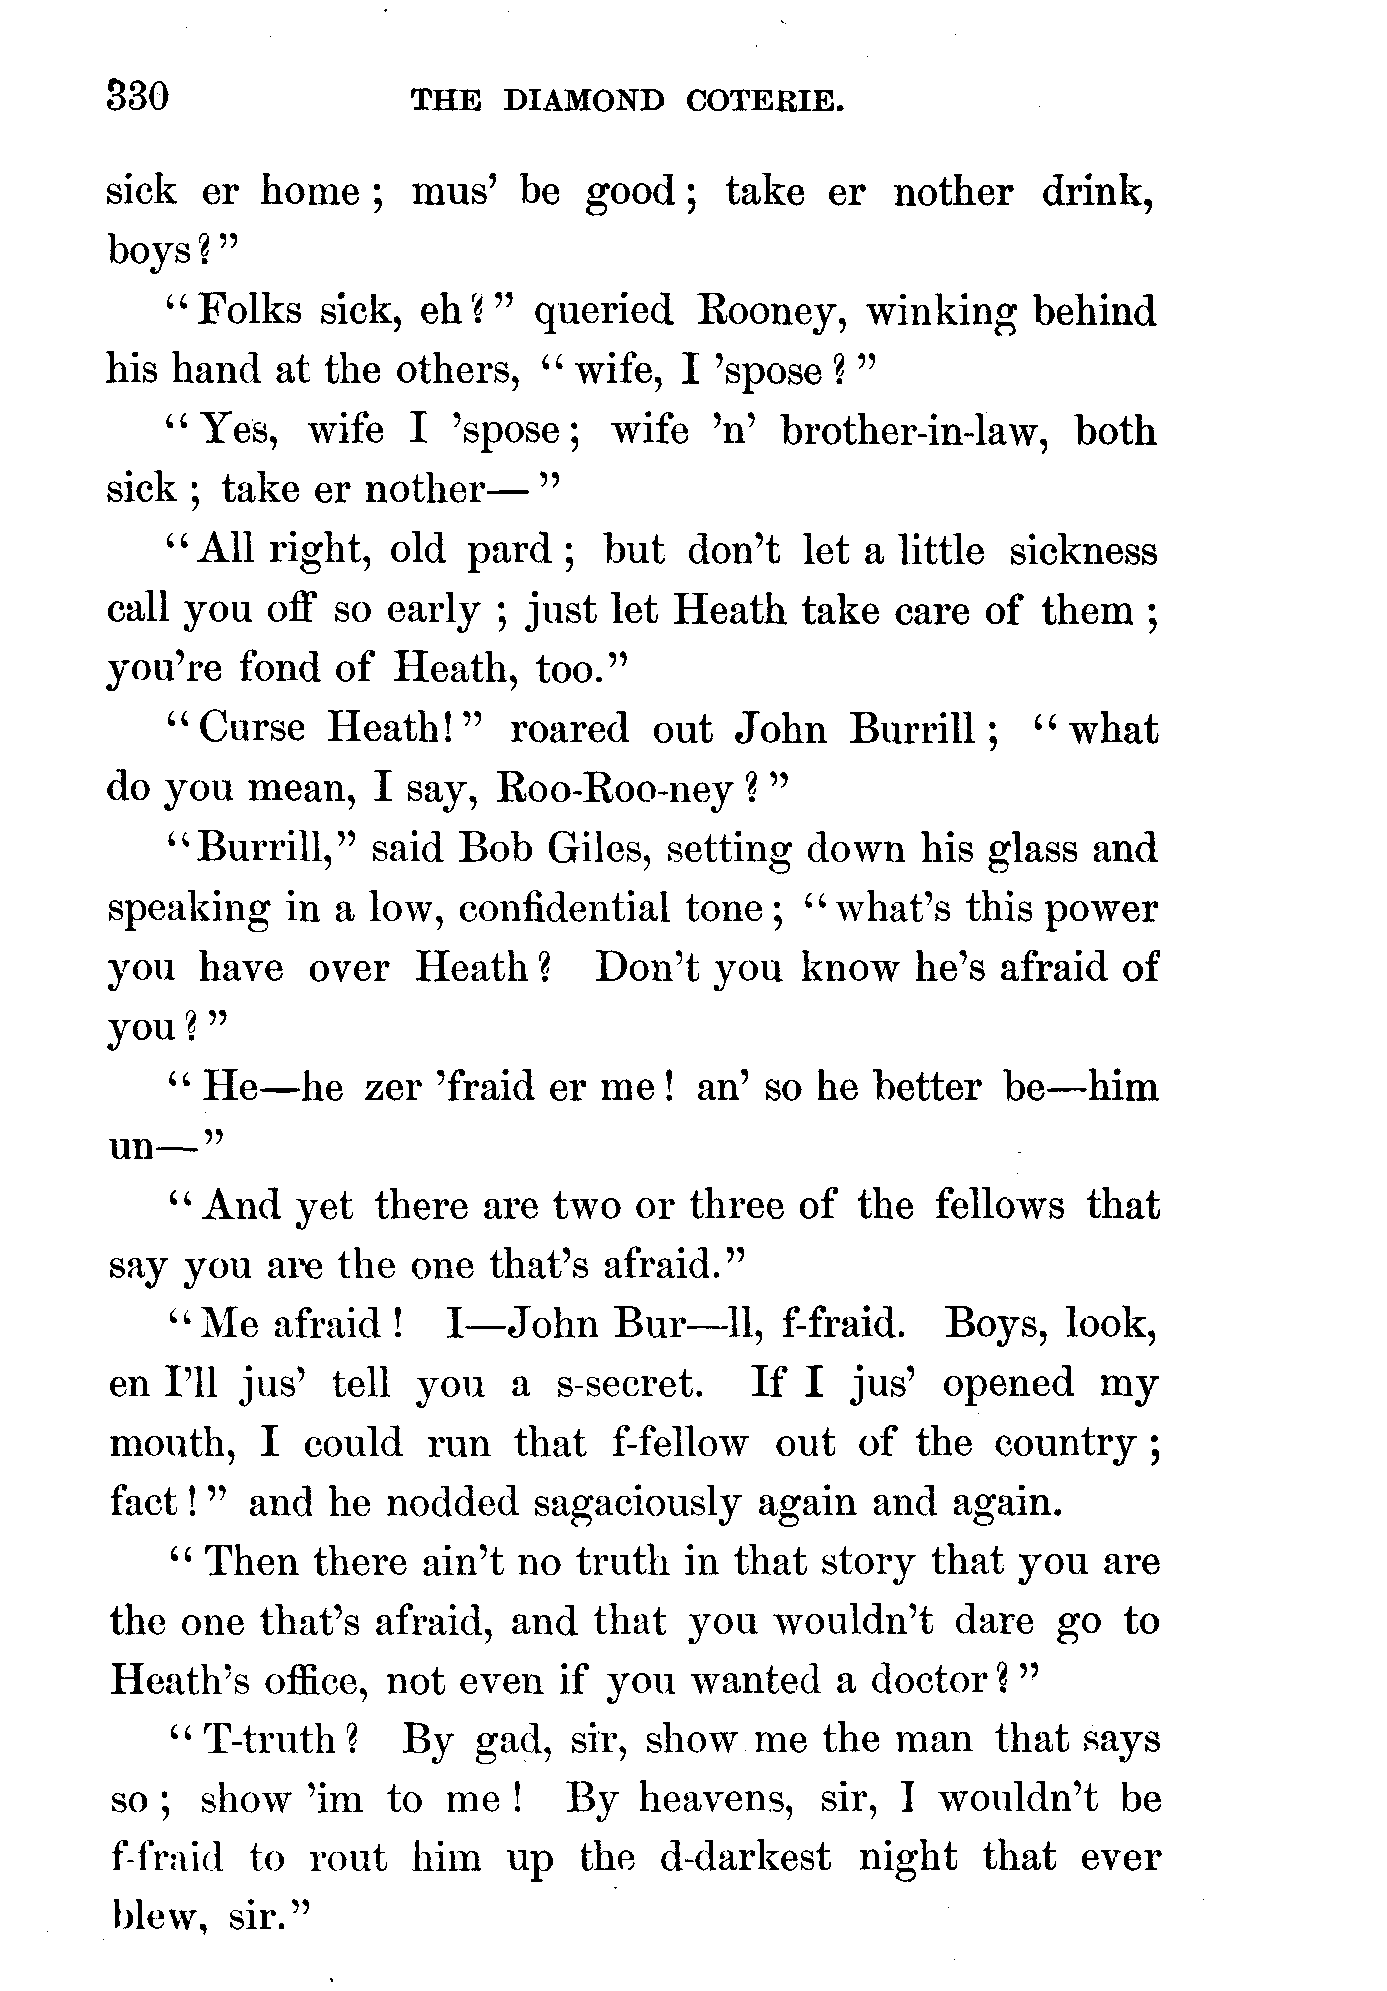 330 THE DIAMOND COTERIE.
sick er home ; mus’ be good ; take er nother drink,
boys ? ”
“ Folks sick, eh ? ” queried Rooney, winking behind
his hand at the others, “ wife, I ’spose ? ”
“ Yes, wife I ’spose ; wife ’n’ brother-in-law, both
sick ; take er nother— ”
“ All right, old pard ; but don’t let a little sickness
call you off so early ; just let Heath take care of them ;
you’re fond of Heath, too.”
“ Curse Heath! ” roared out John Burrill ; “ what
do you mean, I say, Roo-Roo-ney ? ”
“Burrill,” said Bob Giles, setting down his glass and
speaking in a low, confidential tone ; “ what’s this power
you have over Heath ? Don’t you know he’s afraid of
you ? ”
“ He—he zer ’fraid er me ! an’ so he better be—him
un—”
“ And yet there are two or three of the fellows that
say you are the one that’s afraid.”
“ Me afraid ! I—John Bur—ll, f-fraid. Boys, look,
en I’ll jus’ tell you a s-secret. If I jus’ opened my
mouth, I could run that f-fellow out of the country ;
fact ! ” and he nodded sagaciously again and again.
“ Then there ain’t no truth in that story that you are
the one that’s afraid, and that you wouldn’t dare go to
Heath’s office, not even if you wanted a doctor ? ”
“ T-truth ? By gad, sir, show me the man that says
so ; show ’im to me ! By heavens, sir, I wouldn’t be
f-fraid to rout him up the d-darkest night that ever
blew, sir.”